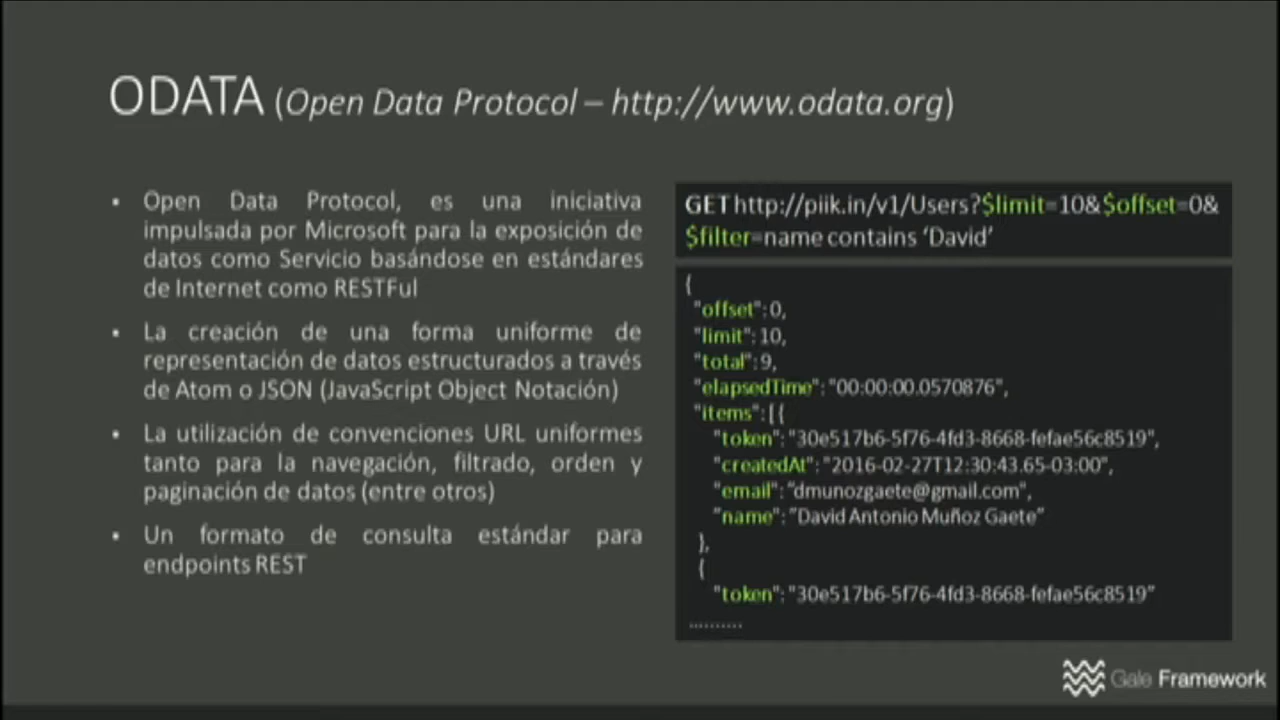 ODATA (Open Data Protocol – http://www.odata.org)
▪ Open Data Protocol, es una iniciativa
impulsada por Microsoft para la exposición de
datos como Servicio basándose en estándares
de Internet como RESTFul
▪ La creación de una forma uniforme de
representación de datos estructurados a través
de Atom o JSON (JavaScript Object Notación)
▪ La utilización de convenciones URL uniformes
tanto para la navegación, filtrado, orden y
paginación de datos (entre otros)
▪ Un formato de consulta estándar para
endpoints REST
GET http://piik.in/v1/Users?$limit=10&$offset=0&
$filter=name contains ‘David’
{
"offset": 0,
"limit": 10,
"total": 9,
"elapsedTime": "00:00:00.0570876",
"items": [{
"token": "30e517b6-5f76-4fd3-8668-fefae56c8519",
"createdAt": "2016-02-27T12:30:43.65-03:00",
"email": "dmunozgaete@gmail.com",
"name": "David Antonio Muñoz Gaete"
},
{
"token": "30e517b6-5f76-4fd3-8668-fefae56c8519"
..........
Gale Framework